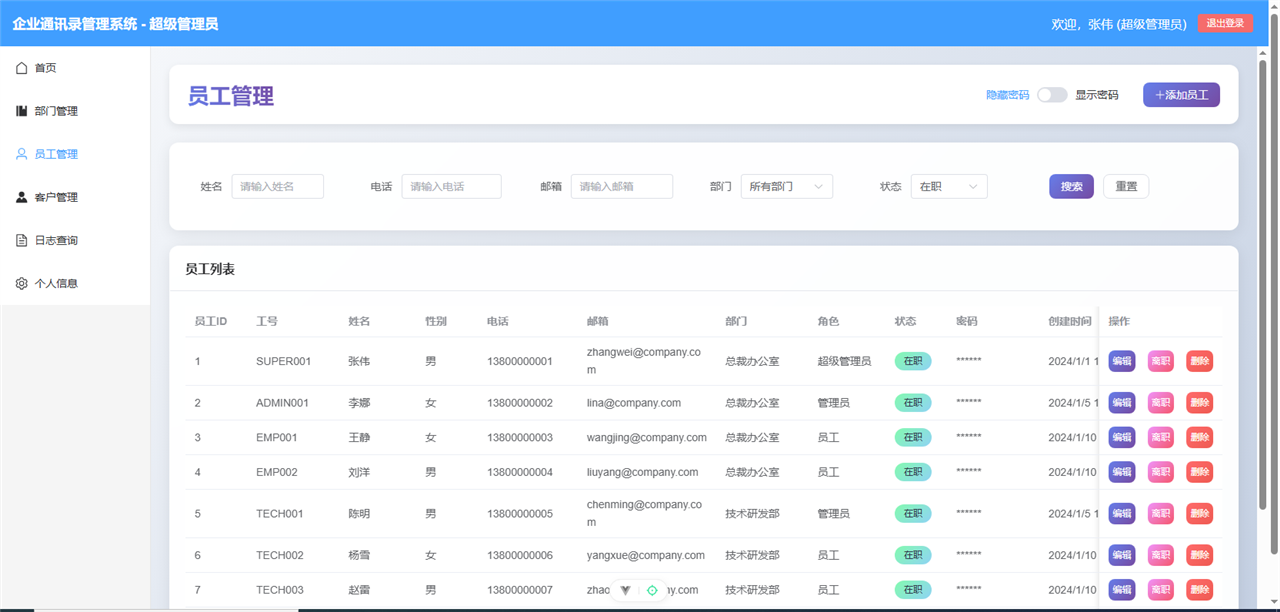 企业通讯录管理系统 - 超级管理员
欢迎，张伟 (超级管理员) 退出登录
首页
部门管理
员工管理
客户管理
日志查询
个人信息
员工管理
隐藏密码 显示密码 +添加员工
姓名 请输入姓名 电话 请输入电话 邮箱 请输入邮箱 部门 所有部门 状态 在职 搜索 重置
员工列表
员工ID 工号 姓名 性别 电话 邮箱 部门 角色 状态 密码 创建时间 操作
1 SUPER001 张伟 男 13800000001 zhangwei@company.co
m 总裁办公室 超级管理员 在职 ****** 2024/1/1 1 编辑 离职 删除
2 ADMIN001 李娜 女 13800000002 lina@company.com 总裁办公室 管理员 在职 ****** 2024/1/5 1 编辑 离职 删除
3 EMP001 王静 女 13800000003 wangjing@company.com 总裁办公室 员工 在职 ****** 2024/1/10 编辑 离职 删除
4 EMP002 刘洋 男 13800000004 liuyang@company.com 总裁办公室 员工 在职 ****** 2024/1/10 编辑 离职 删除
5 TECH001 陈明 男 13800000005 chenming@company.co
m 技术研发部 管理员 在职 ****** 2024/1/5 1 编辑 离职 删除
6 TECH002 杨雪 女 13800000006 yangxue@company.com 技术研发部 员工 在职 ****** 2024/1/10 编辑 离职 删除
7 TECH003 赵雷 男 13800000007 zhao ny.com 技术研发部 员工 在职 ****** 2024/1/10 编辑 离职 删除